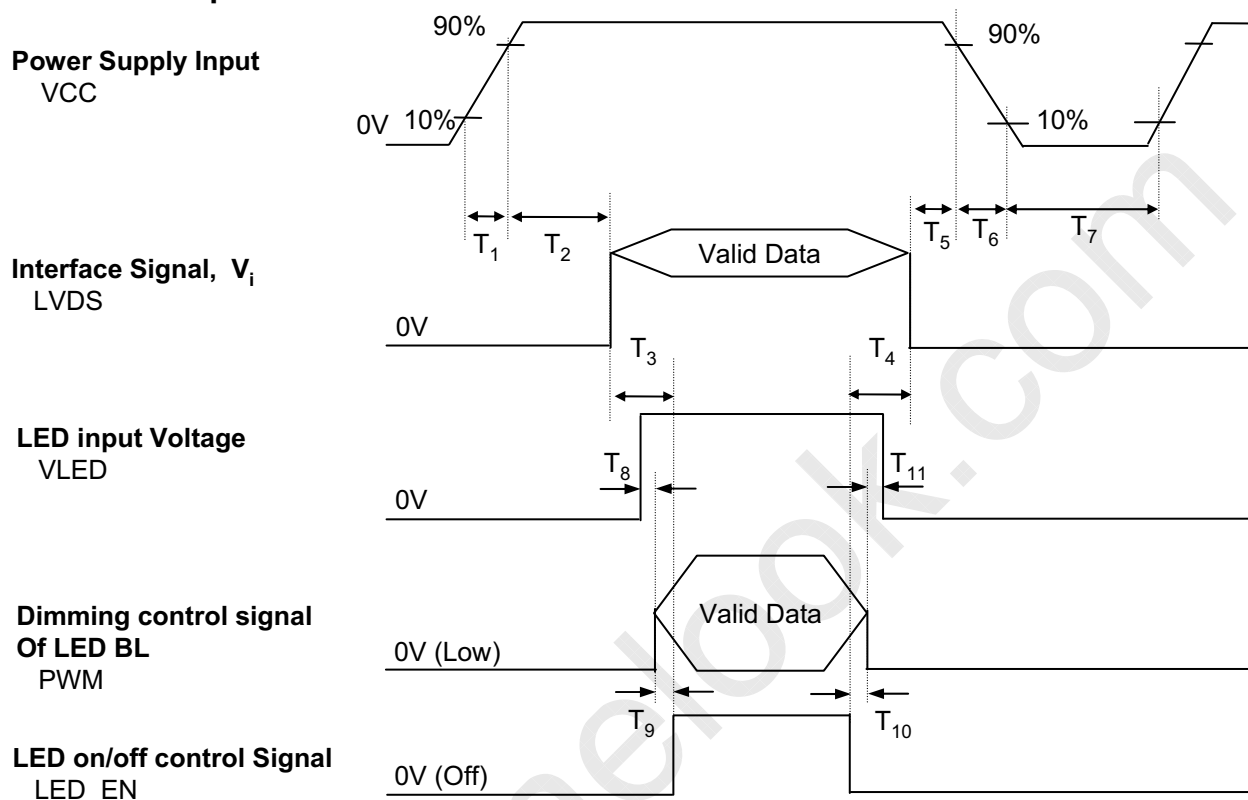 90%
90%
Power Supply Input
VCC
0V 10%
10%
T1
T2
T5
T6
T7
Valid Data
Interface Signal, Vi
LVDS
0V
T3
T4
LED input Voltage
VLED
T8
T11
0V
Dimming control signal
Of LED BL
PWM
Valid Data
0V (Low)
T9
T10
LED on/off control Signal
LED_EN
0V (Off)